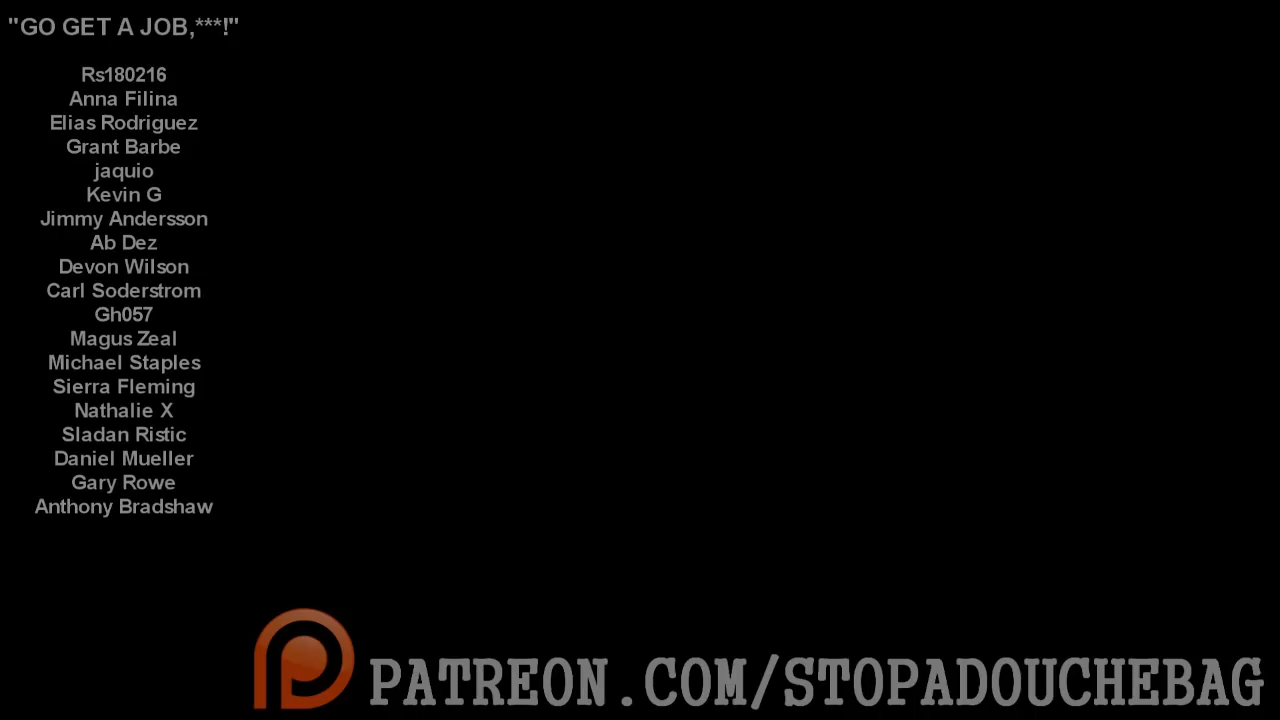 "GO GET A JOB,***!"
Rs180216
Anna Filina
Elias Rodriguez
Grant Barbe
jaquio
Kevin G
Jimmy Andersson
Ab Dez
Devon Wilson
Carl Soderstrom
Gh057
Magus Zeal
Michael Staples
Sierra Fleming
Nathalie X
Sladan Ristic
Daniel Mueller
Gary Rowe
Anthony Bradshaw
PATREON.COM/STOPADOUCHEBAG